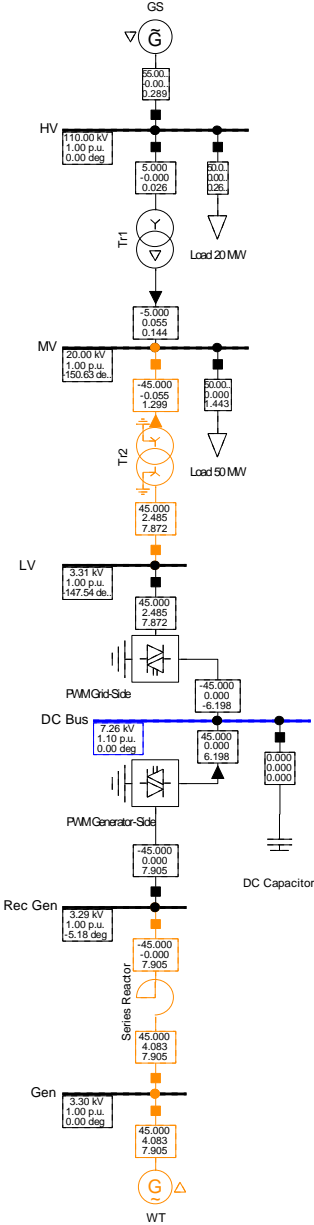 GS
G̃
55.00..
-0.00..
0.289
HV
110.00 kV
1.00 p.u.
0.00 deg
5.000
-0.000
0.026
50.0..
0.00..
0.26..
Tr1
Y
Load 20 MW
-5.000
0.055
0.144
MV
20.00 kV
1.00 p.u.
-150.63 de..
-45.000
-0.055
1.299
50.00..
0.000
1.443
Tr2
Y
Y
Load 50 MW
45.000
2.485
7.872
LV
3.31 kV
1.00 p.u.
-147.54 de..
45.000
2.485
7.872
PWM Grid-Side
-45.000
0.000
-6.198
DC Bus
7.26 kV
1.10 p.u.
0.00 deg
45.000
0.000
6.198
0.000
0.000
0.000
PWM Generator-Side
-45.000
0.000
7.905
DC Capacitor
Rec Gen
3.29 kV
1.00 p.u.
-5.18 deg
-45.000
-0.000
7.905
Series Reactor
45.000
4.083
7.905
Gen
3.30 kV
1.00 p.u.
0.00 deg
45.000
4.083
7.905
G
~
WT